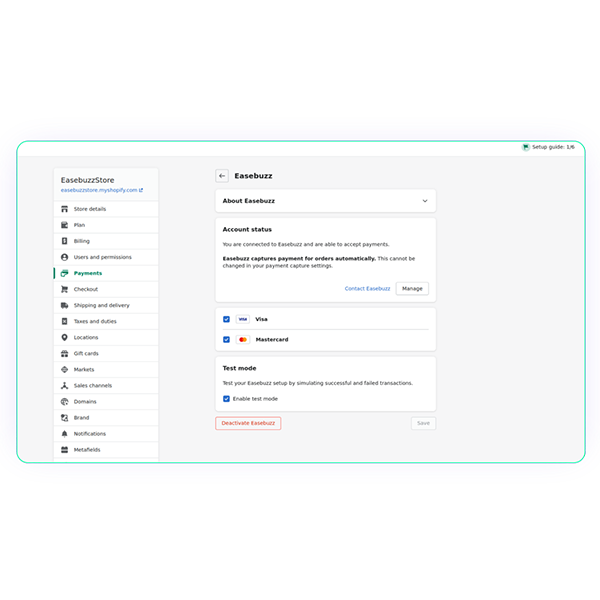 Setup guide: 1/6
EasebuzzStore
easebuzzstore.myshopify.com
Store details
Plan
Billing
Users and permissions
Payments
Checkout
Shipping and delivery
Taxes and duties
Locations
Gift cards
Markets
Sales channels
Domains
Brand
Notifications
Metafields
Easebuzz
About Easebuzz
Account status
You are connected to Easebuzz and are able to accept payments.
Easebuzz captures payment for orders automatically. This cannot be
changed in your payment capture settings.
Contact Easebuzz Manage
VISA Visa
Mastercard
Test mode
Test your Easebuzz setup by simulating successful and failed transactions.
Enable test mode
Deactivate Easebuzz Save